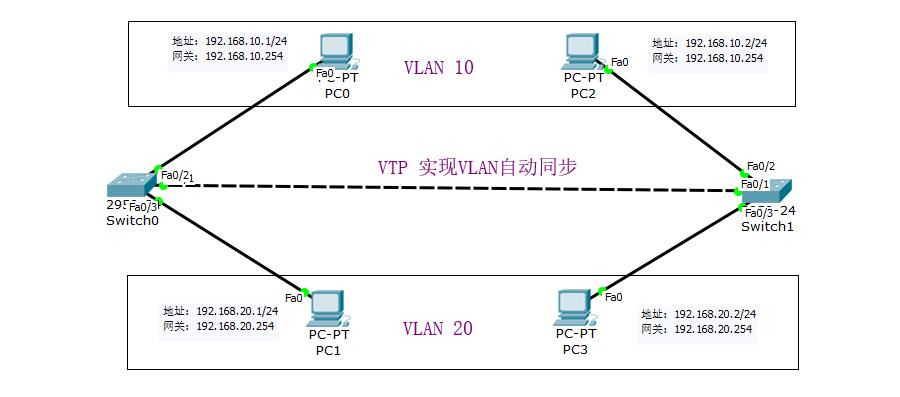 地址: 192.168.10.1/24
网关: 192.168.10.254
Fa0
PC-PT
PC0
VLAN 10
Fa0
PC-PT
PC2
地址: 192.168.10.2/24
网关: 192.168.10.254
VTP 实现VLAN自动同步
Fa0/2
1
Fa0/3
Switch0
Fa0/2
Fa0/1
Fa0/3
-24
Switch1
地址: 192.168.20.1/24
网关: 192.168.20.254
Fa0
PC-PT
PC1
VLAN 20
Fa0
PC-PT
PC3
地址: 192.168.20.2/24
网关: 192.168.20.254